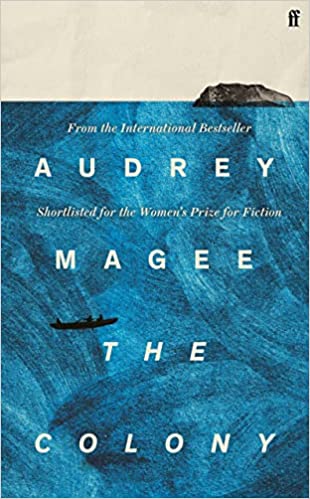 ff
From the International Bestseller
AUDREY
Shortlisted for the Women's Prize for Fiction
MAGEE
THE
COLONY